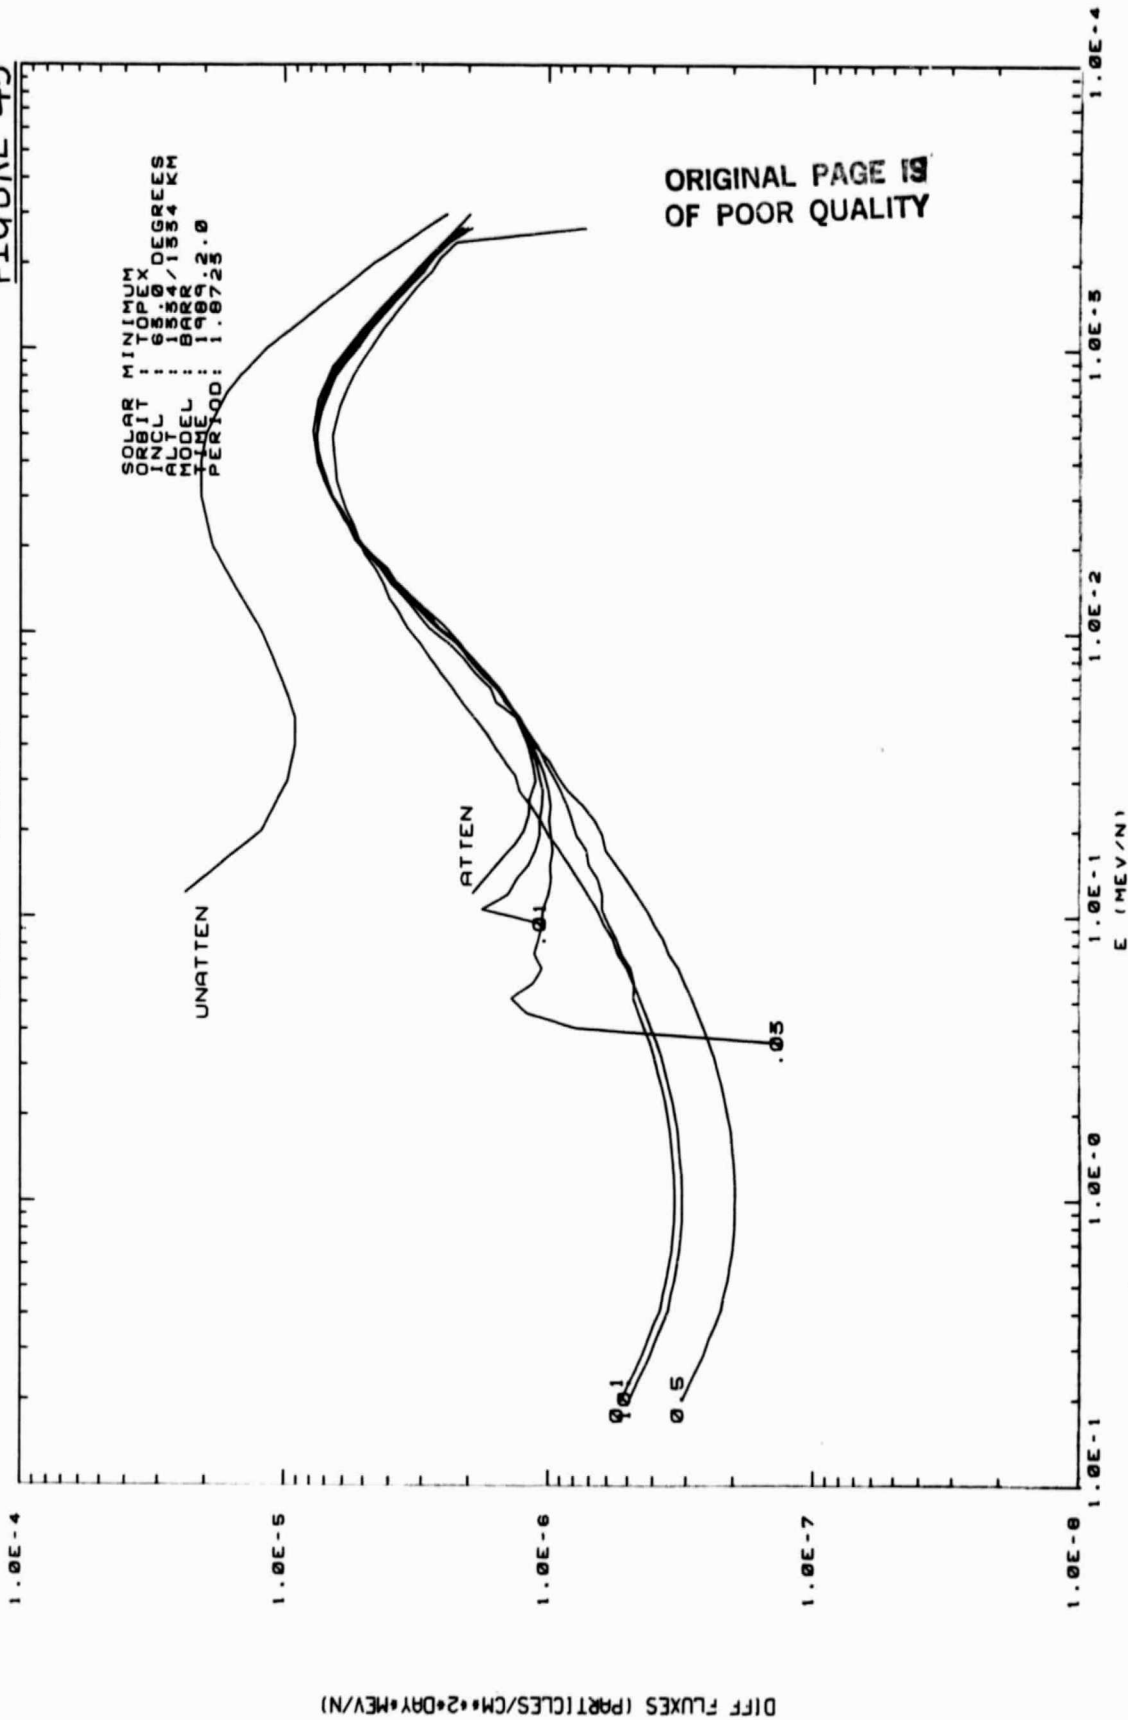 FIGURE 45
SOLAR MINIMUM
ORBIT : TOPEX
INCL : 63.0 DEGREES
ALT : 1334/1334 KM
MODEL : BARR
TIME : 1989.2.0
PERIOD: 1.8725
ORIGINAL PAGE IS
OF POOR QUALITY
UNATTEN
ATTEN
.01
.03
0.1
0.5
1.0E-4
1.0E-5
1.0E-6
1.0E-7
1.0E-8
DIFF FLUXES (PARTICLES/CM**2*DAY*MEV/N)
1.0E-1
1.0E-0
1.0E-1
1.0E-2
1.0E-3
1.0E-4
E (MEV/N)